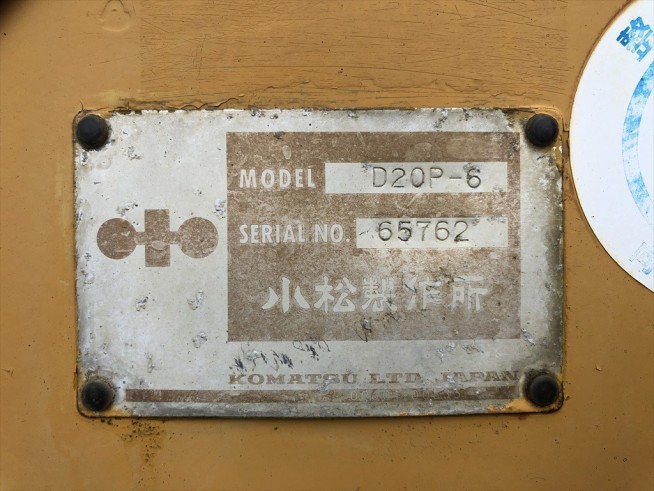 MODEL D20P-6
SERIAL NO. 65762
小松製作所
KOMATSU LTD. JAPAN